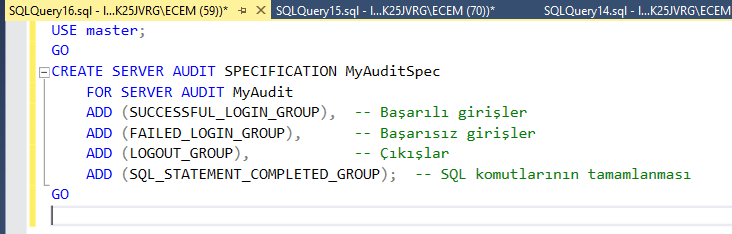 SQLQuery16.sql - I...K25JVRG\ECEM (59))* SQLQuery15.sql - I...K25JVRG\ECEM (70))* SQLQuery14.sql - I...K25JVRG\ECEM
USE master;
GO
CREATE SERVER AUDIT SPECIFICATION MyAuditSpec
FOR SERVER AUDIT MyAudit
ADD (SUCCESSFUL_LOGIN_GROUP), -- Başarılı girişler
ADD (FAILED_LOGIN_GROUP), -- Başarısız girişler
ADD (LOGOUT_GROUP), -- Çıkışlar
ADD (SQL_STATEMENT_COMPLETED_GROUP); -- SQL komutlarının tamamlanması
GO